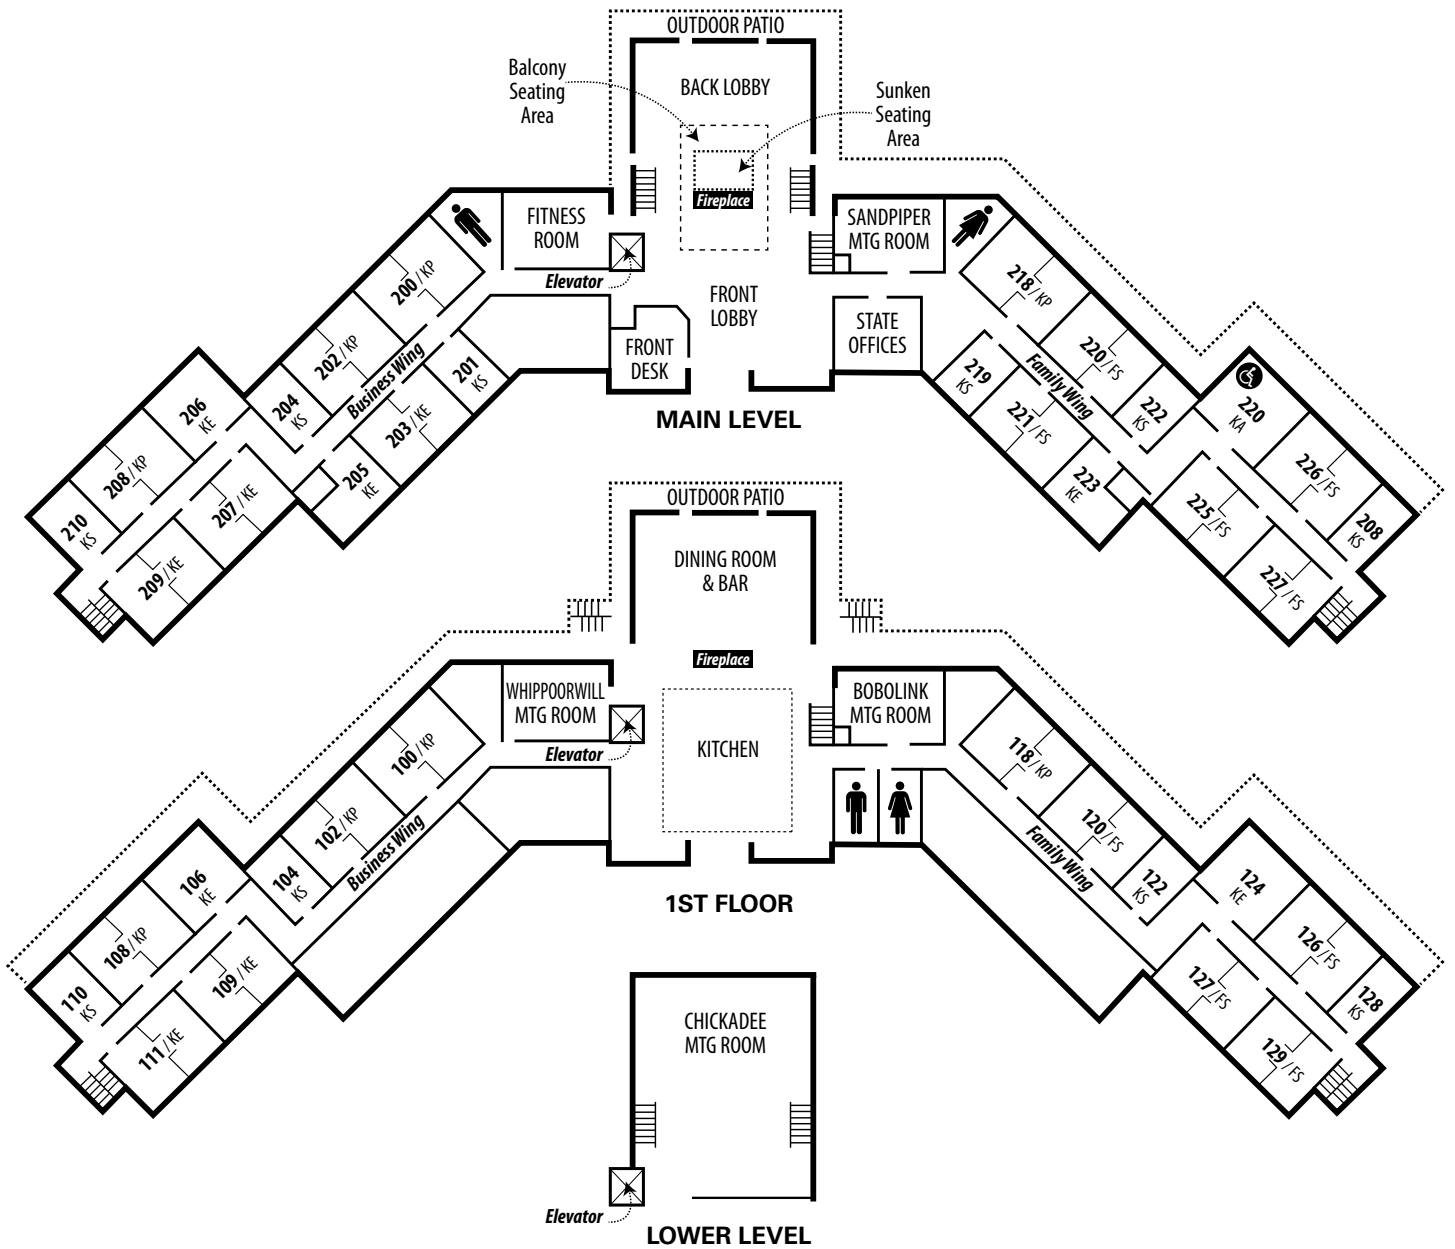 OUTDOOR PATIO
BACK LOBBY
Balcony
Seating
Area
Sunken
Seating
Area
Fireplace
FITNESS
ROOM
SANDPIPER
MTG ROOM
Elevator
FRONT
LOBBY
FRONT
DESK
STATE
OFFICES
200 / KP
202 / KP
204
KS
206
KE
208 / KP
210
KS
Business Wing
201
KS
203 / KE
205
KE
207 / KE
209 / KE
218 / KP
220 / FS
222
KS
220
KA
226 / FS
208
KS
Family Wing
219
KS
221 / FS
223
KE
225 / FS
227 / FS
MAIN LEVEL
OUTDOOR PATIO
DINING ROOM
& BAR
Fireplace
WHIPPOORWILL
MTG ROOM
BOBOLINK
MTG ROOM
Elevator
KITCHEN
100 / KP
102 / KP
104
KS
106
KE
108 / KP
110
KS
Business Wing
109 / KE
111 / KE
118 / KP
120 / FS
122
KS
124
KE
126 / FS
128
KS
Family Wing
127 / FS
129 / FS
1ST FLOOR
CHICKADEE
MTG ROOM
Elevator
LOWER LEVEL